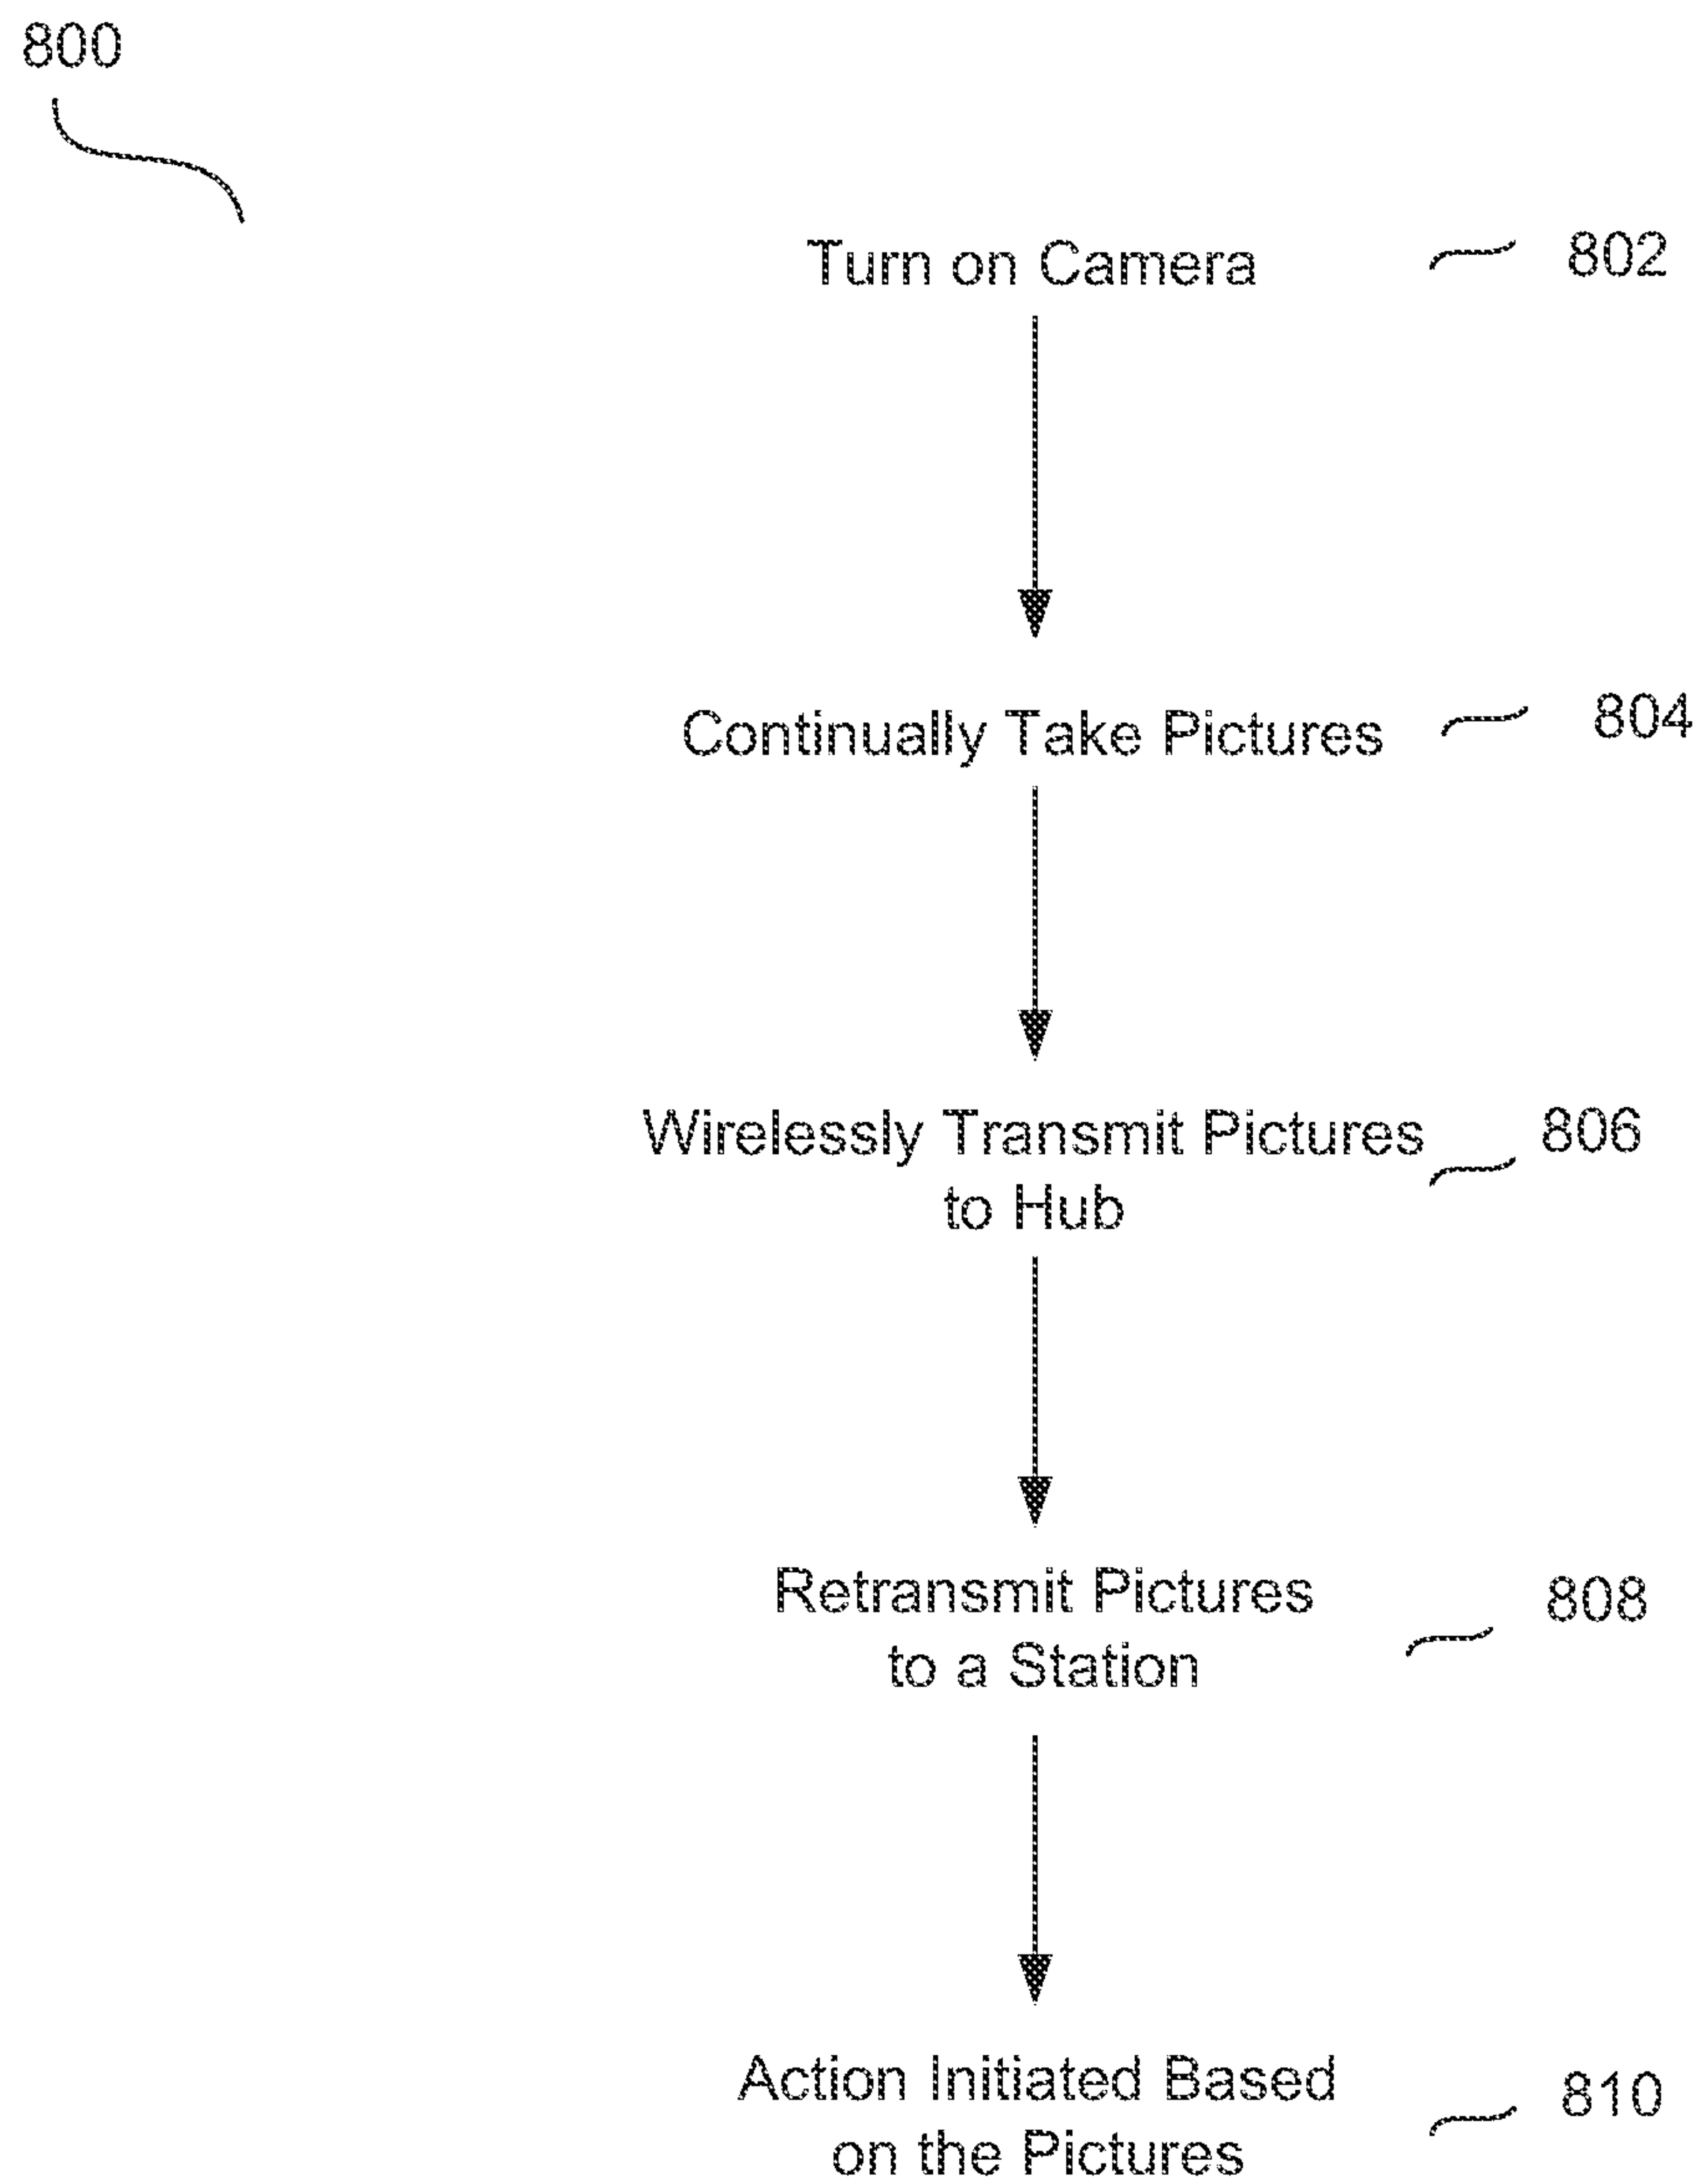 800
Turn on Camera
802
Continually Take Pictures
804
Wirelessly Transmit Pictures
to Hub
806
Retransmit Pictures
to a Station
808
Action Initiated Based
on the Pictures
810